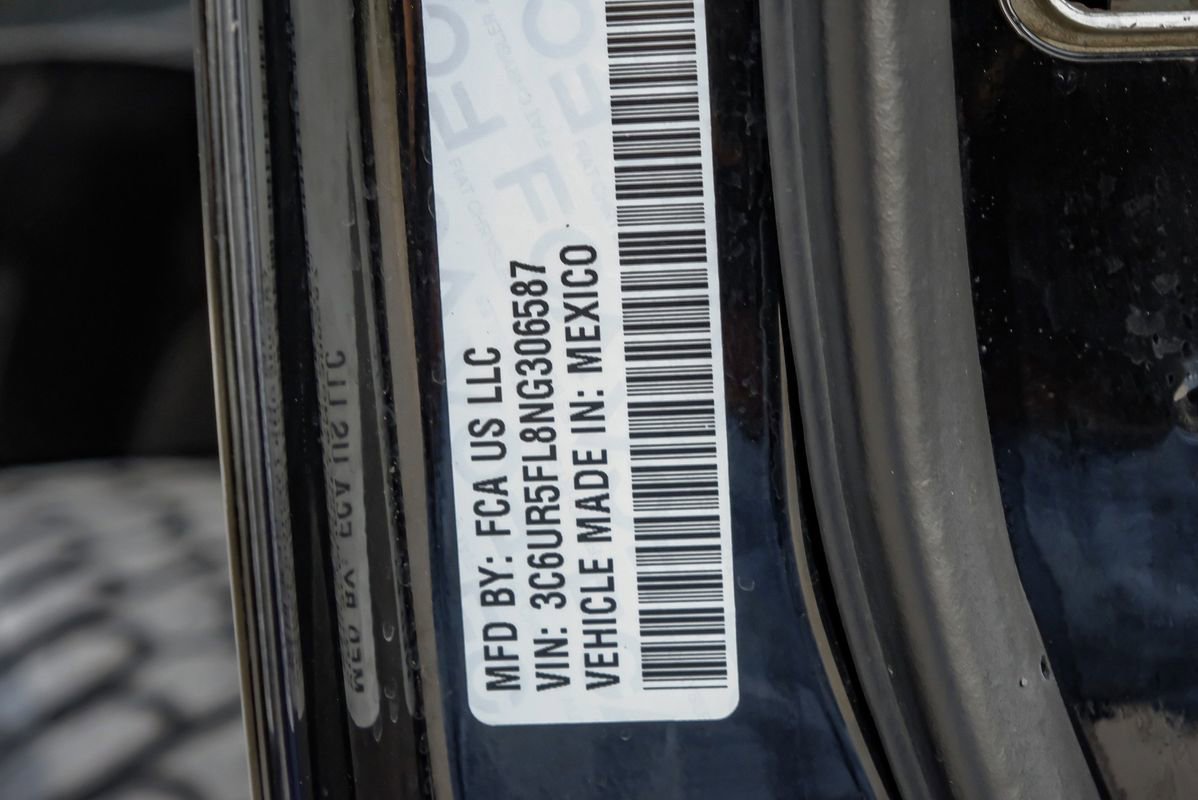 MFD BY: FCA US LLC
VIN: 3C6UR5FL8NG306587
VEHICLE MADE IN: MEXICO